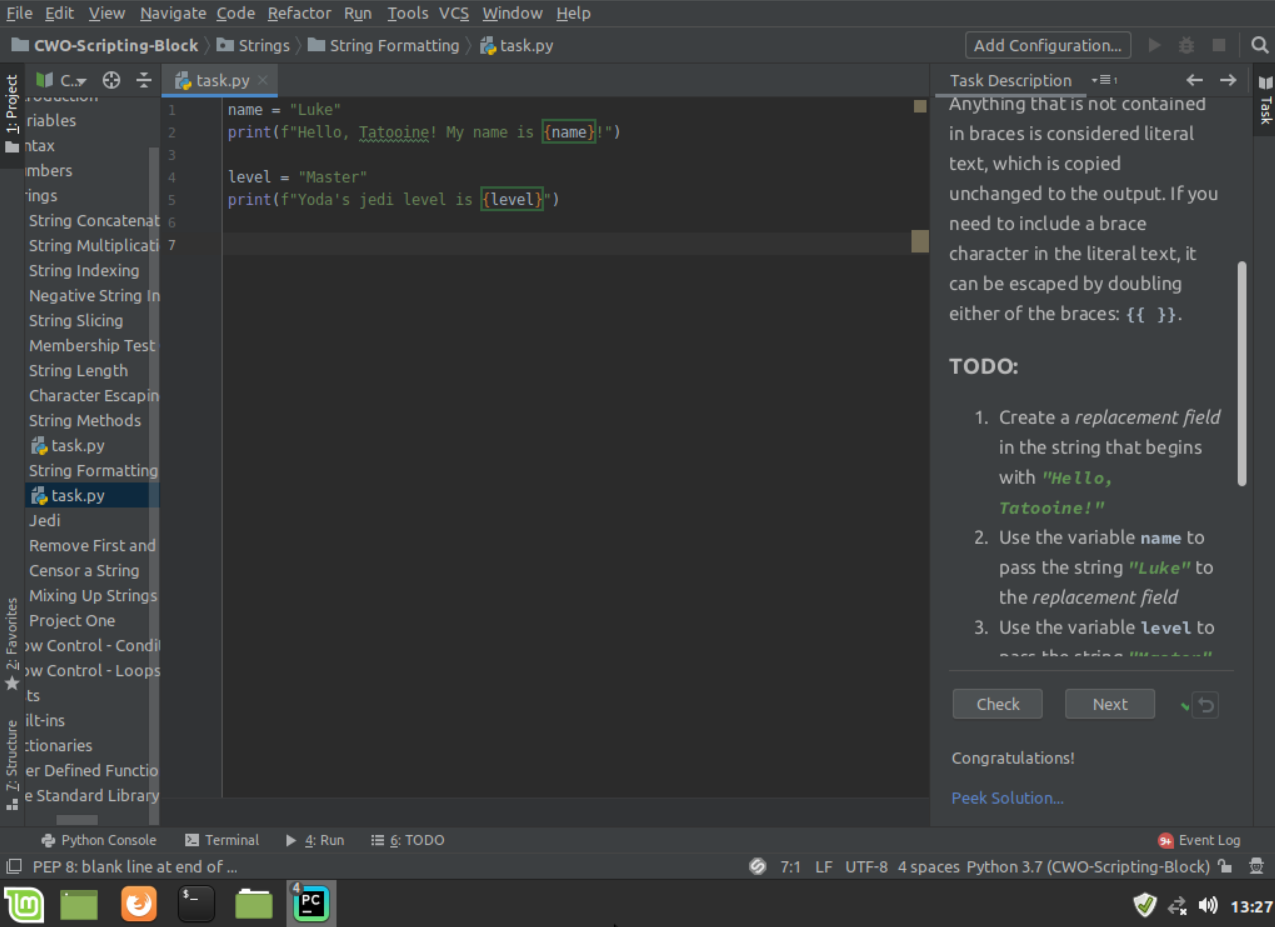 File Edit View Navigate Code Refactor Run Tools VCS Window Help
CWO-Scripting-Block Strings String Formatting task.py Add Configuration...
1: Project
C..
task.py
riables
ntax
mbers
rings
String Concatenat
String Multiplicati
String Indexing
Negative String In
String Slicing
Membership Test
String Length
Character Escapin
String Methods
task.py
String Formatting
task.py
Jedi
Remove First and
Censor a String
Mixing Up Strings
Project One
ow Control - Condi
ow Control - Loops
ts
ilt-ins
ctionaries
er Defined Functio
e Standard Library
2: Favorites
7: Structure
1 name = "Luke"
2 print(f"Hello, Tatooine! My name is {name}!")
3
4 level = "Master"
5 print(f"Yoda's jedi level is {level}")
6
7
Task Description 1
Task
Anything that is not contained
in braces is considered literal
text, which is copied
unchanged to the output. If you
need to include a brace
character in the literal text, it
can be escaped by doubling
either of the braces: {{ }}.
TODO:
1. Create a replacement field
in the string that begins
with "Hello,
Tatooine!"
2. Use the variable name to
pass the string "Luke" to
the replacement field
3. Use the variable level to
pass the string "Master"
Check Next
Congratulations!
Peek Solution...
Python Console Terminal 4: Run 6: TODO 9+ Event Log
PEP 8: blank line at end of ... 7:1 LF UTF-8 4 spaces Python 3.7 (CWO-Scripting-Block)
4 PC 13:27